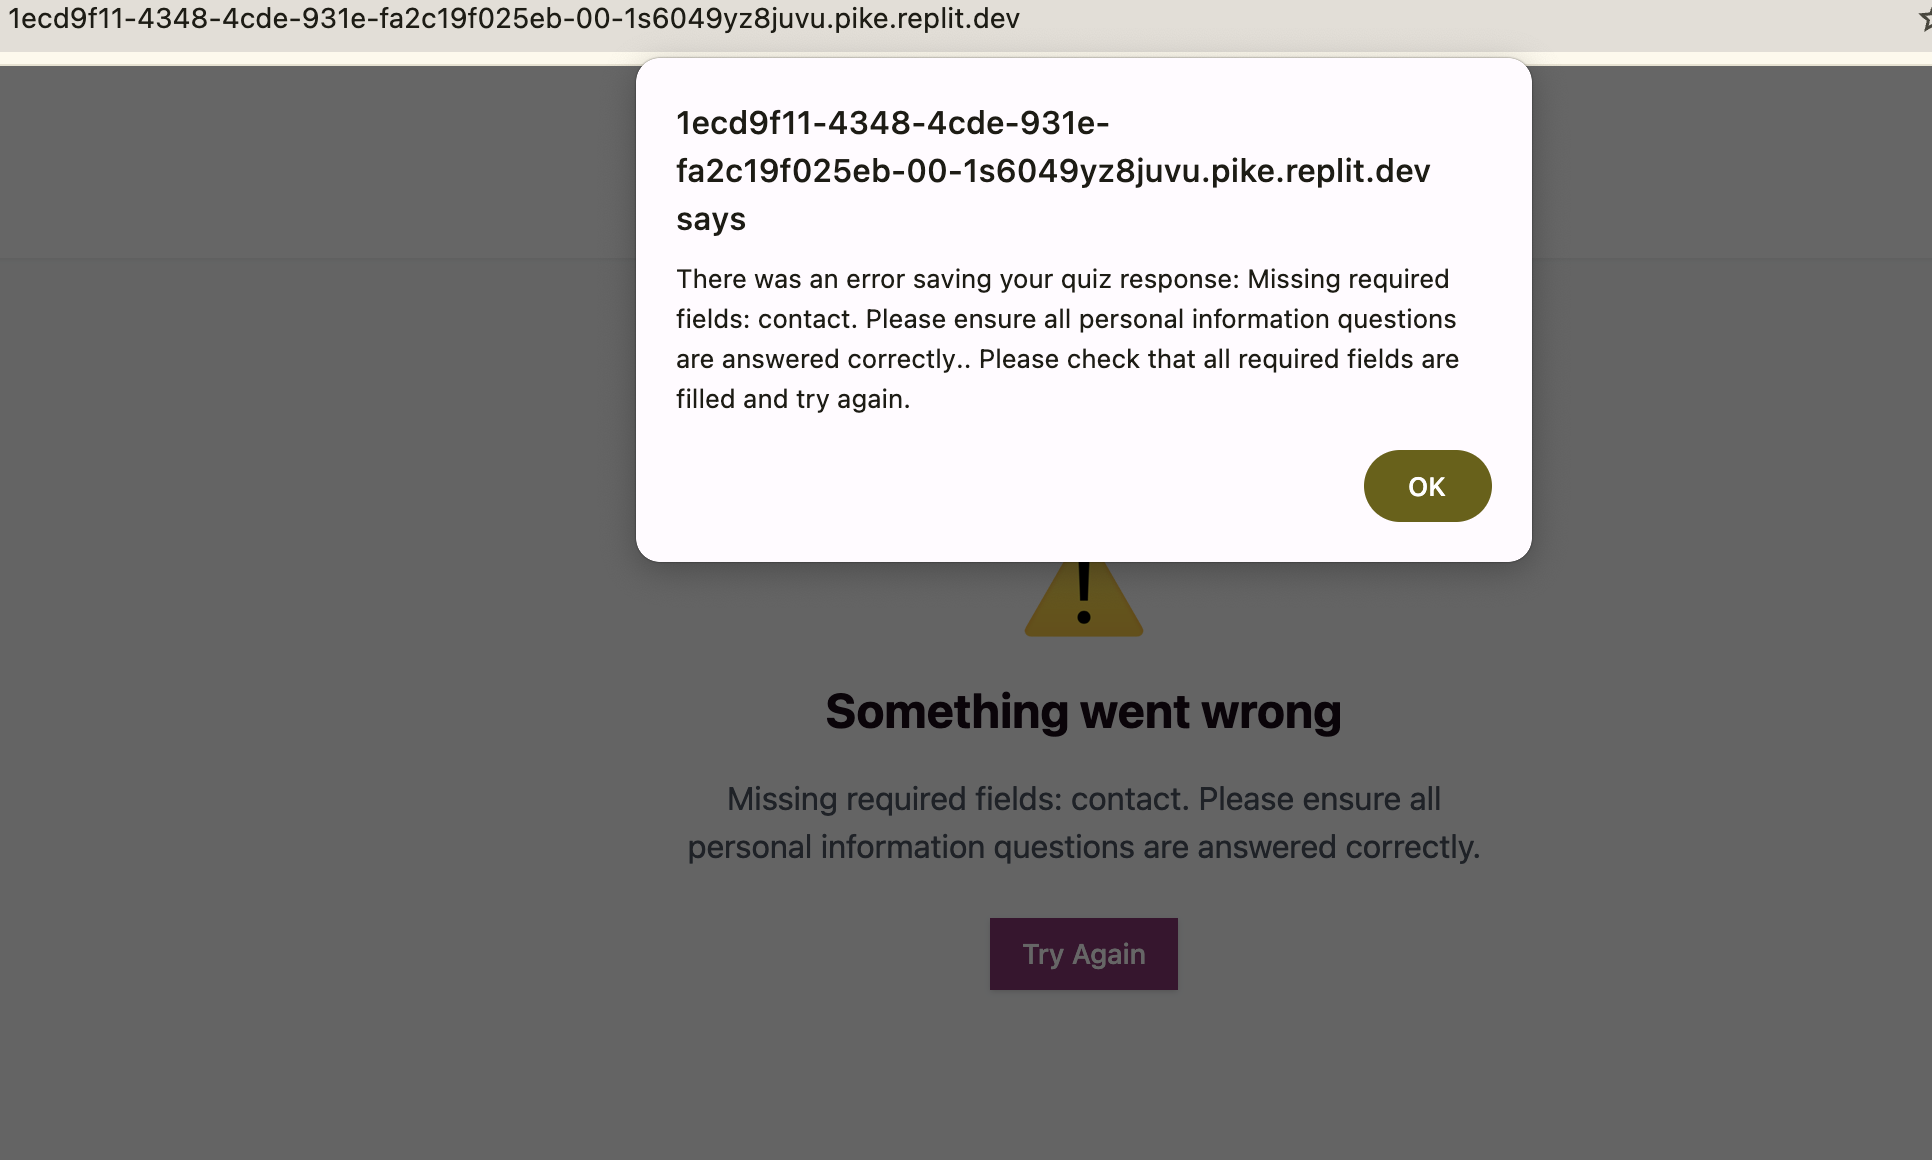 1ecd9f11-4348-4cde-931e-fa2c19f025eb-00-1s6049yz8juvu.pike.replit.dev
1ecd9f11-4348-4cde-931e-
fa2c19f025eb-00-1s6049yz8juvu.pike.replit.dev
says
There was an error saving your quiz response: Missing required
fields: contact. Please ensure all personal information questions
are answered correctly.. Please check that all required fields are
filled and try again.
OK
Something went wrong
Missing required fields: contact. Please ensure all
personal information questions are answered correctly.
Try Again